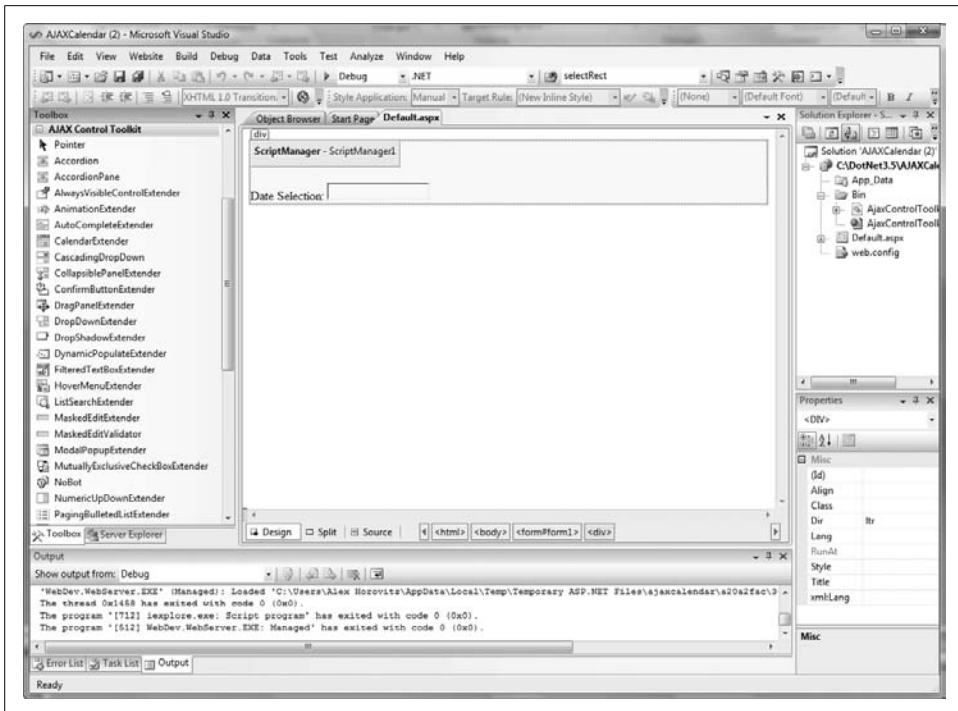 AJAXCalendar (2) - Microsoft Visual Studio
File Edit View Website Build Debug Data Tools Test Analyze Window Help
Debug .NET selectRect
XHTML 1.0 Transition: Style Application: Manual Target Rule: (New Inline Style) (None) (Default Font) (Default B I
Toolbox
AJAX Control Toolkit
Pointer
Accordion
AccordionPane
AlwaysVisibleControlExtender
AnimationExtender
AutoCompleteExtender
CalendarExtender
CascadingDropDown
CollapsiblePanelExtender
ConfirmButtonExtender
DragPanelExtender
DropDownExtender
DropShadowExtender
DynamicPopulateExtender
FilteredTextBoxExtender
HoverMenuExtender
ListSearchExtender
MaskedEditExtender
MaskedEditValidator
ModalPopupExtender
MutuallyExclusiveCheckBoxExtender
NoBot
NumericUpDownExtender
PagingBulletedListExtender
Toolbox Server Explorer
Object Browser Start Page Default.aspx
div
ScriptManager - ScriptManager1
Date Selection:
Design Split Source <html> <body> <form#form1> <div>
Solution Explorer - S...
Solution 'AJAXCalendar (2)'
C:\DotNet3.5\AJAXCale
App_Data
Bin
AjaxControlToolk
AjaxControlToolk
Default.aspx
web.config
Properties
<DIV>
Misc
(Id)
Align
Class
Dir ltr
Lang
RunAt
Style
Title
xml:Lang
Misc
Output
Show output from: Debug
'WebDev.WebServer.EXE' (Managed): Loaded 'C:\Users\Alex Horovitz\AppData\Local\Temp\Temporary ASP.NET Files\ajaxcalendar\a20a2fac\3
The thread 0x1458 has exited with code 0 (0x0).
The program '[712] iexplore.exe: Script program' has exited with code 0 (0x0).
The program '[512] WebDev.WebServer.EXE: Managed' has exited with code 0 (0x0).
Error List Task List Output
Ready